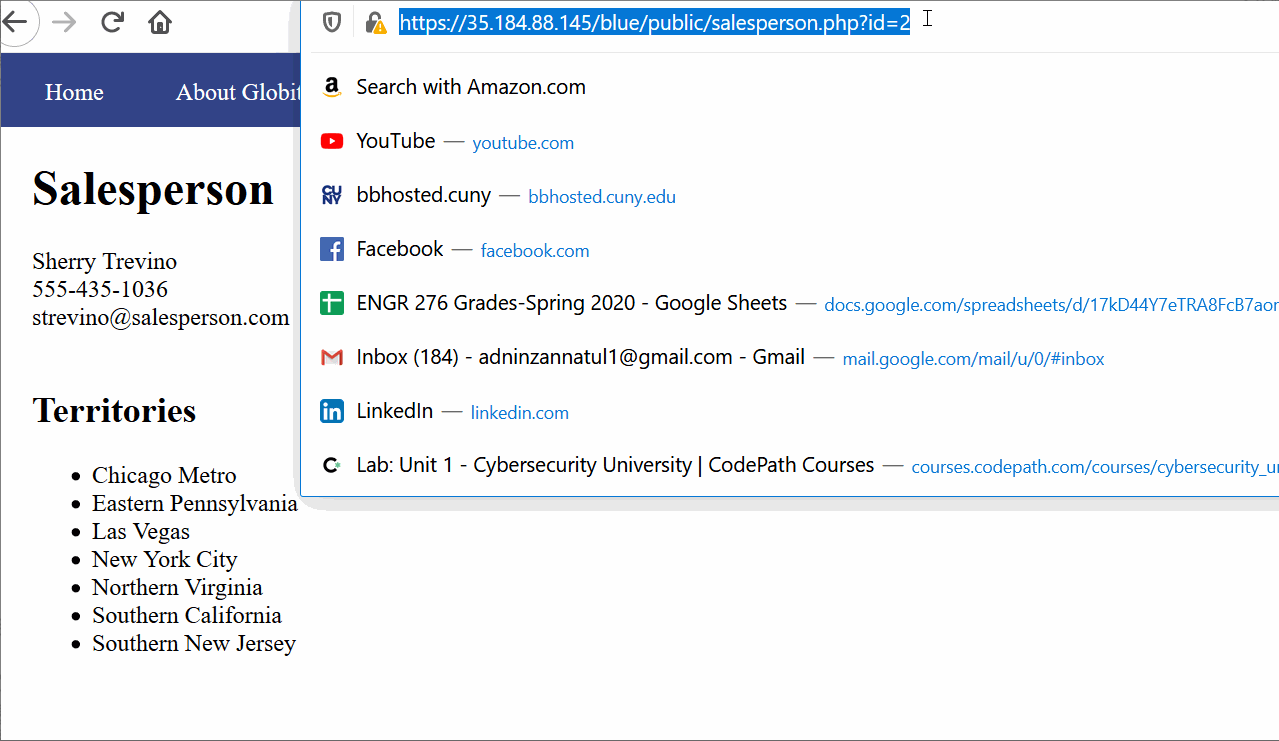 https://35.184.88.145/blue/public/salesperson.php?id=2
Home About Globit
Search with Amazon.com
YouTube — youtube.com
bbhosted.cuny — bbhosted.cuny.edu
Facebook — facebook.com
ENGR 276 Grades-Spring 2020 - Google Sheets — docs.google.com/spreadsheets/d/17kD44Y7eTRA8FcB7aor
Inbox (184) - adninzannatul1@gmail.com - Gmail — mail.google.com/mail/u/0/#inbox
LinkedIn — linkedin.com
Lab: Unit 1 - Cybersecurity University | CodePath Courses — courses.codepath.com/courses/cybersecurity_u
Salesperson
Sherry Trevino
555-435-1036
strevino@salesperson.com
Territories
• Chicago Metro
• Eastern Pennsylvania
• Las Vegas
• New York City
• Northern Virginia
• Southern California
• Southern New Jersey